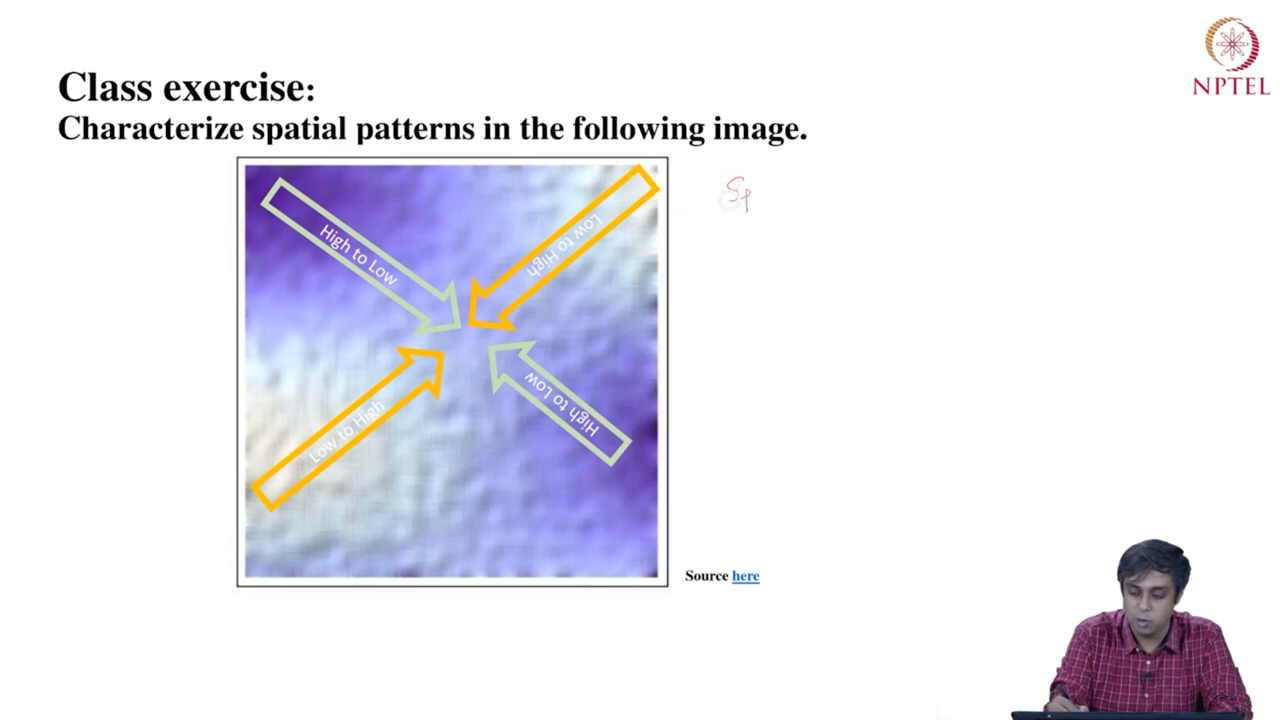 NPTEL
Class exercise:
Characterize spatial patterns in the following image.
High to Low
Low to High
Low to High
High to Low
Sp
Source here